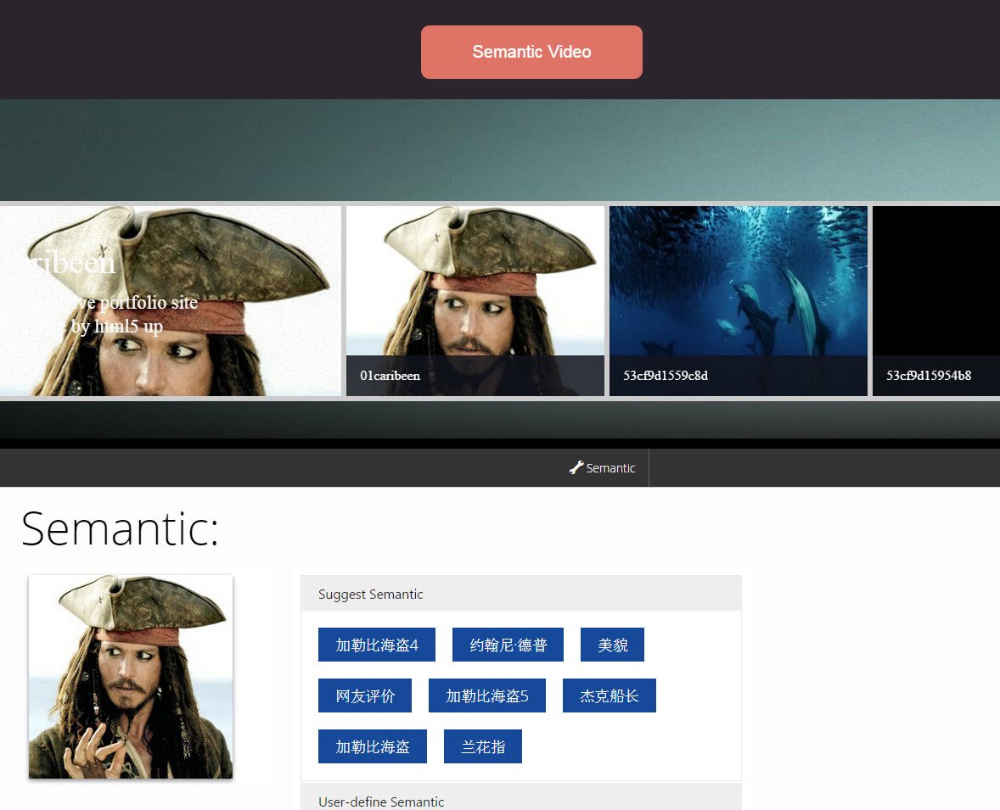 Semantic Video
ribeen
ve portfolio site
by html5 up
01caribeen
53cf9d1559c8d
53cf9d15954b8
Semantic
Semantic:
Suggest Semantic
加勒比海盗4 约翰尼·德普 美貌
网友评价 加勒比海盗5 杰克船长
加勒比海盗 兰花指
User-define Semantic